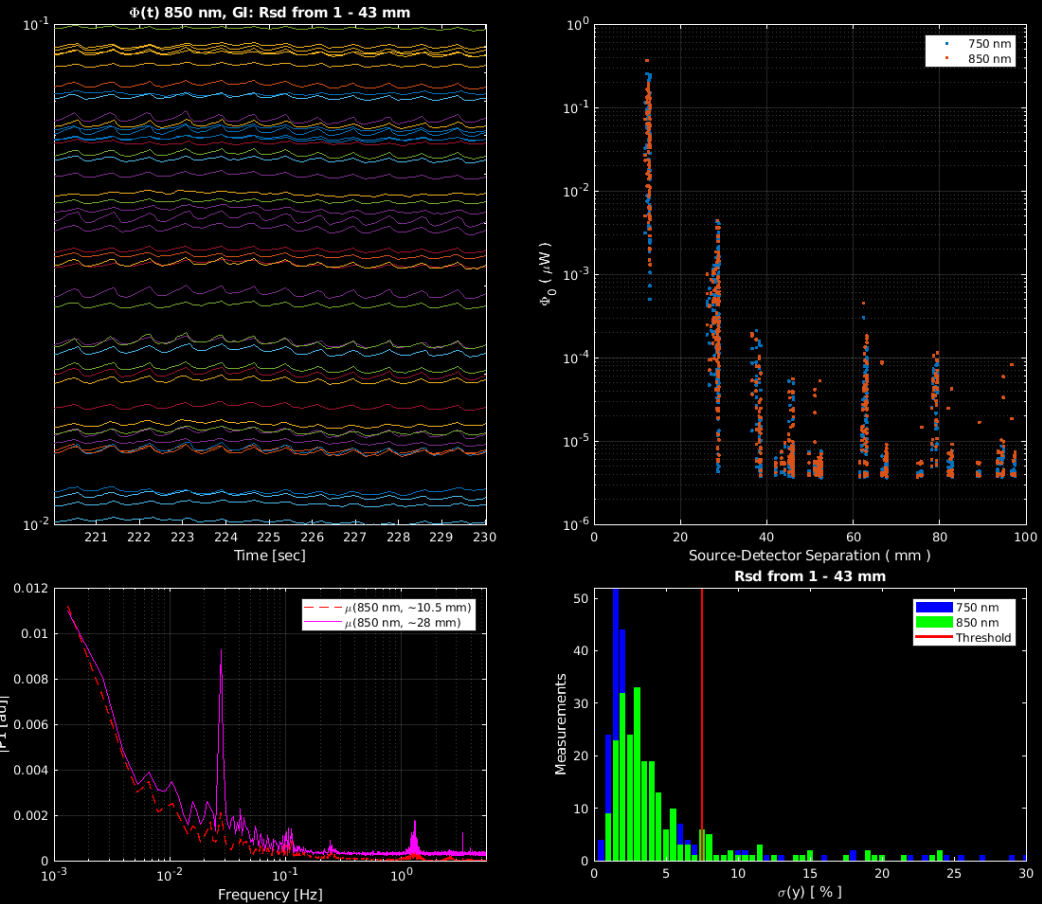 Φ(t) 850 nm, GI: Rsd from 1 - 43 mm
10^-1
10^-2
221 222 223 224 225 226 227 228 229 230
Time [sec]
10^0
10^-1
10^-2
10^-3
10^-4
10^-5
10^-6
Φ_0 ( μW )
750 nm
850 nm
0 20 40 60 80 100
Source-Detector Separation ( mm )
0.012
0.01
0.008
0.006
0.004
0.002
0
μ(850 nm, ~10.5 mm)
μ(850 nm, ~28 mm)
10^-3 10^-2 10^-1 10^0
Frequency [Hz]
Rsd from 1 - 43 mm
50
40
30
20
10
0
Measurements
750 nm
850 nm
Threshold
0 5 10 15 20 25 30
σ(y) [ % ]